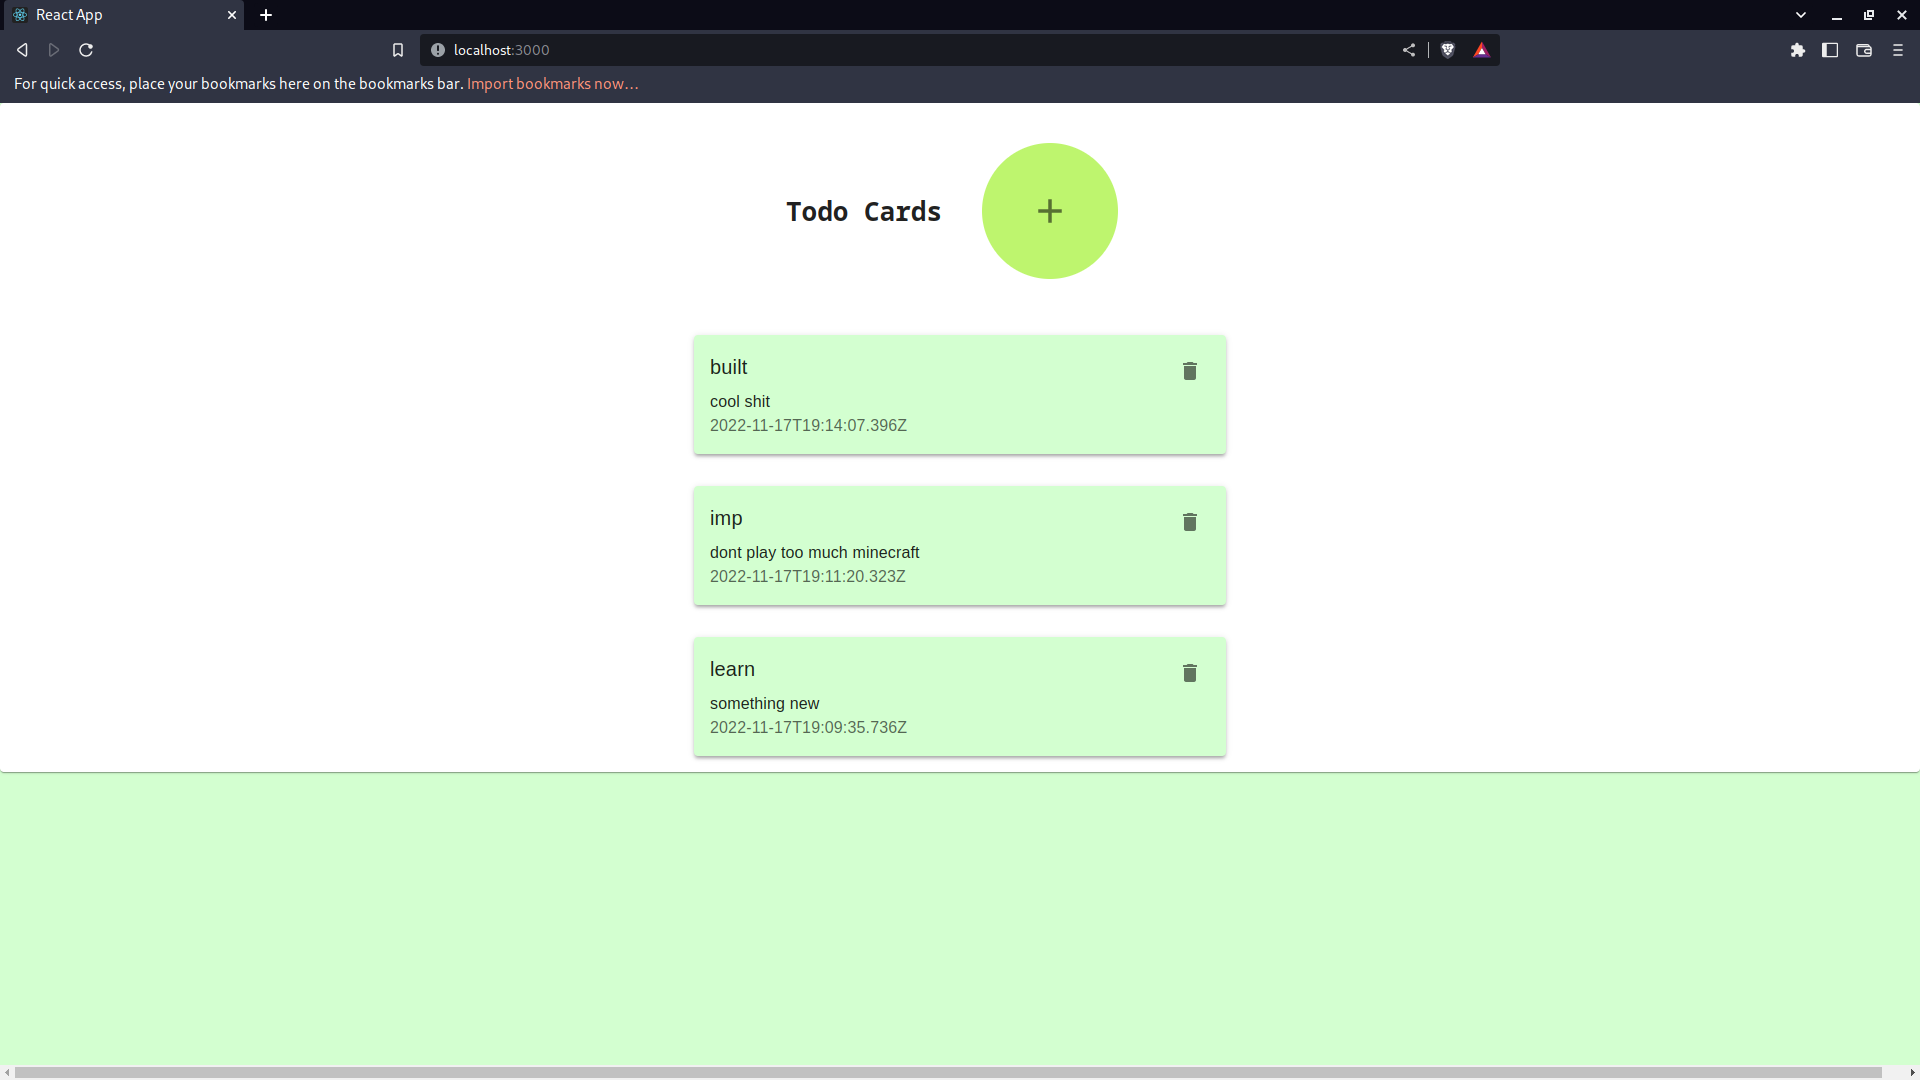 React App
localhost:3000
For quick access, place your bookmarks here on the bookmarks bar. Import bookmarks now...
Todo Cards
built
cool shit
2022-11-17T19:14:07.396Z
imp
dont play too much minecraft
2022-11-17T19:11:20.323Z
learn
something new
2022-11-17T19:09:35.736Z